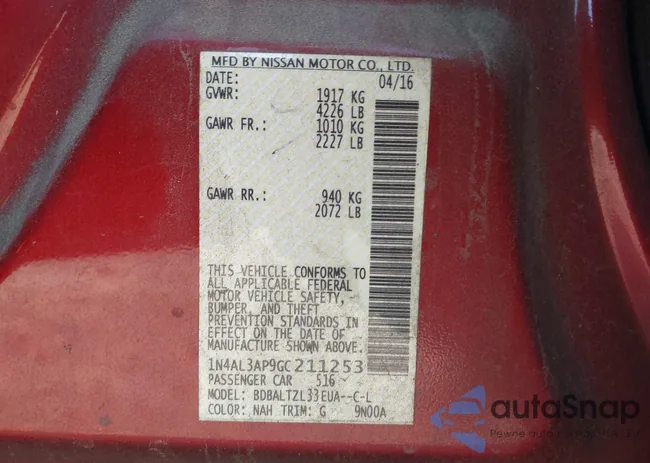 MFD BY NISSAN MOTOR CO., LTD.
DATE: 04/16
GVWR: 1917 KG
4226 LB
GAWR FR.: 1010 KG
2227 LB
GAWR RR.: 940 KG
2072 LB
THIS VEHICLE CONFORMS TO
ALL APPLICABLE FEDERAL
MOTOR VEHICLE SAFETY,
BUMPER, AND THEFT
PREVENTION STANDARDS IN
EFFECT ON THE DATE OF
MANUFACTURE SHOWN ABOVE.
1N4AL3AP9GC211253
PASSENGER CAR 516
MODEL: BDBALTZL33EUA--C-L
COLOR: NAH TRIM: G 9N00A
autoSnap